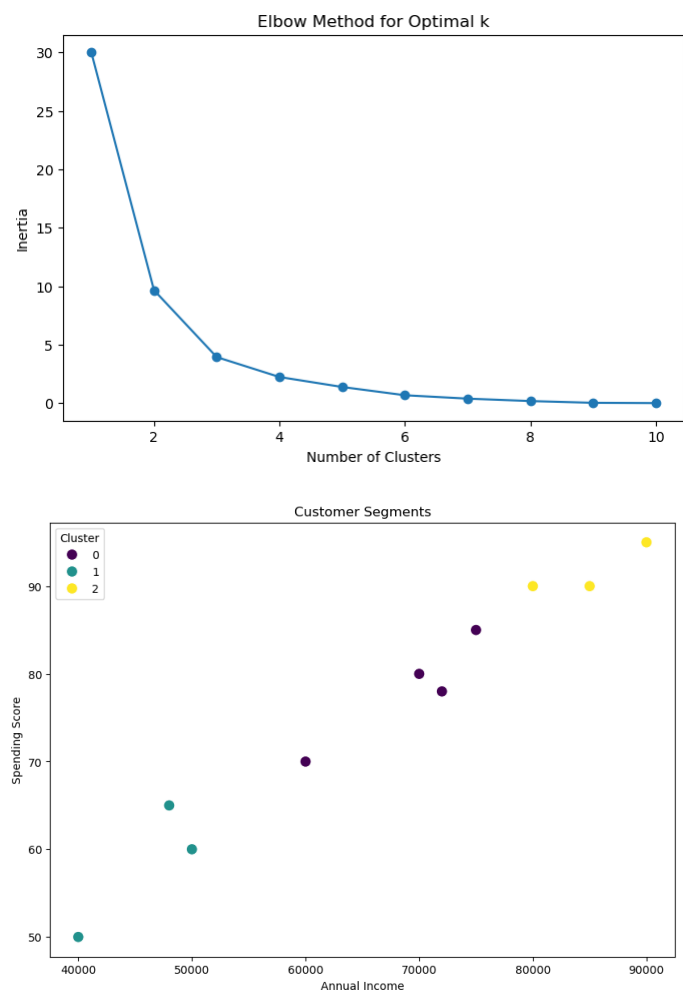 Elbow Method for Optimal k
30
25
20
15
10
5
0
Inertia
2 4 6 8 10
Number of Clusters
Customer Segments
Cluster
0
1
2
90
80
70
60
50
Spending Score
40000 50000 60000 70000 80000 90000
Annual Income